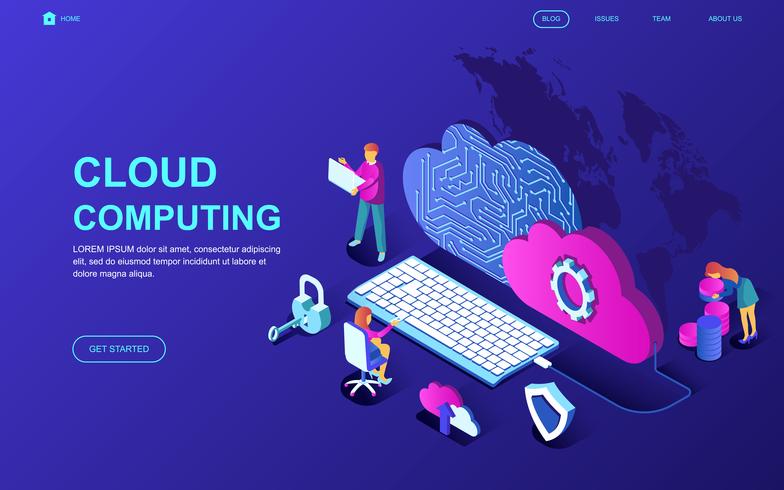 HOME
BLOG
ISSUES
TEAM
ABOUT US
CLOUD
COMPUTING
LOREM IPSUM dolor sit amet, consectetur adipiscing
elit, sed do eiusmod tempor incididunt ut labore et
dolore magna aliqua.
GET STARTED